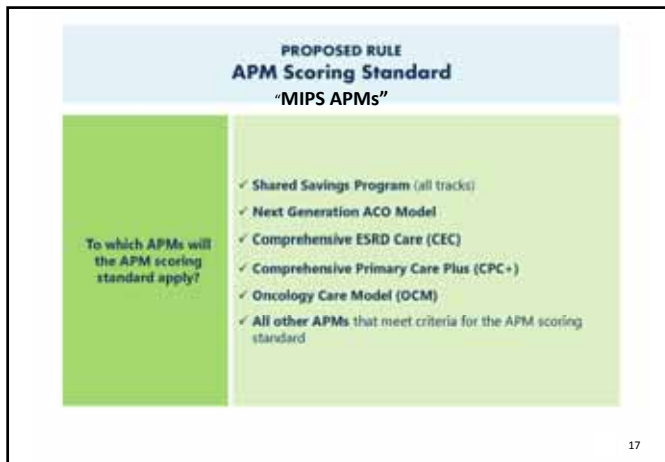 PROPOSED RULE
APM Scoring Standard
“MIPS APMs”
To which APMs will
the APM scoring
standard apply?
✓ Shared Savings Program (all tracks)
✓ Next Generation ACO Model
✓ Comprehensive ESRD Care (CEC)
✓ Comprehensive Primary Care Plus (CPC+)
✓ Oncology Care Model (OCM)
✓ All other APMs that meet criteria for the APM scoring
standard
17